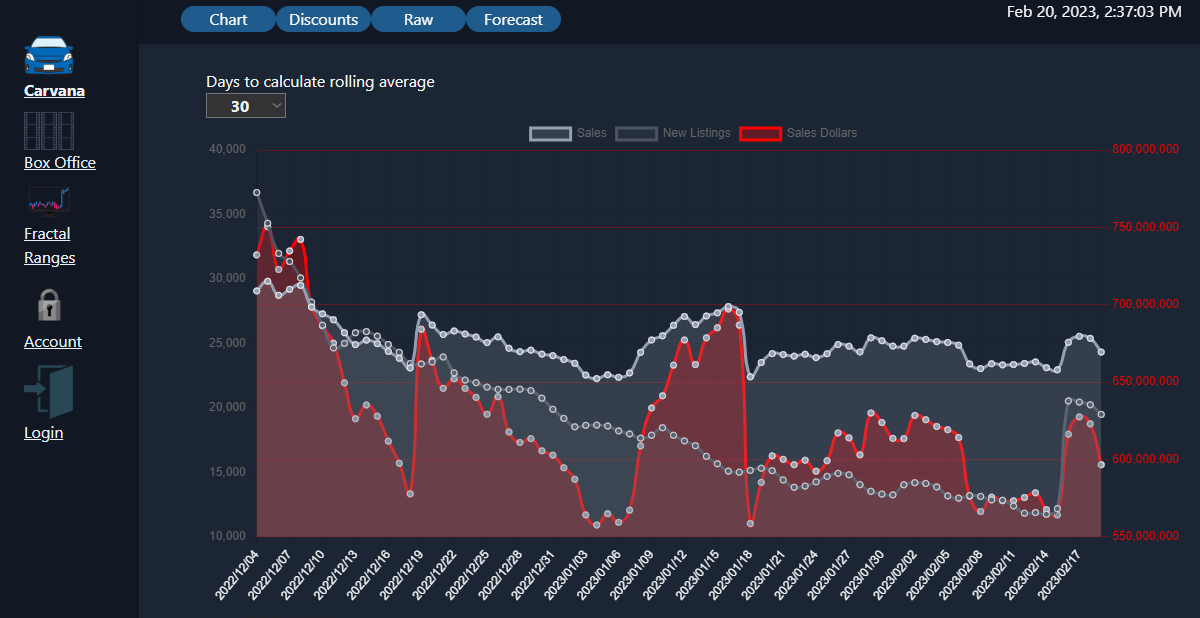 Chart Discounts Raw Forecast
Feb 20, 2023, 2:37:03 PM
Carvana
Box Office
Fractal
Ranges
Account
Login
Days to calculate rolling average
30
Sales New Listings Sales Dollars
40,000 800,000,000
35,000 750,000,000
30,000 700,000,000
25,000 650,000,000
20,000 600,000,000
15,000 550,000,000
10,000
2022/12/04 2022/12/07 2022/12/10 2022/12/13 2022/12/16 2022/12/19 2022/12/22 2022/12/25 2022/12/28 2022/12/31 2023/01/03 2023/01/06 2023/01/09 2023/01/12 2023/01/15 2023/01/18 2023/01/21 2023/01/24 2023/01/27 2023/01/30 2023/02/02 2023/02/05 2023/02/08 2023/02/11 2023/02/14 2023/02/17